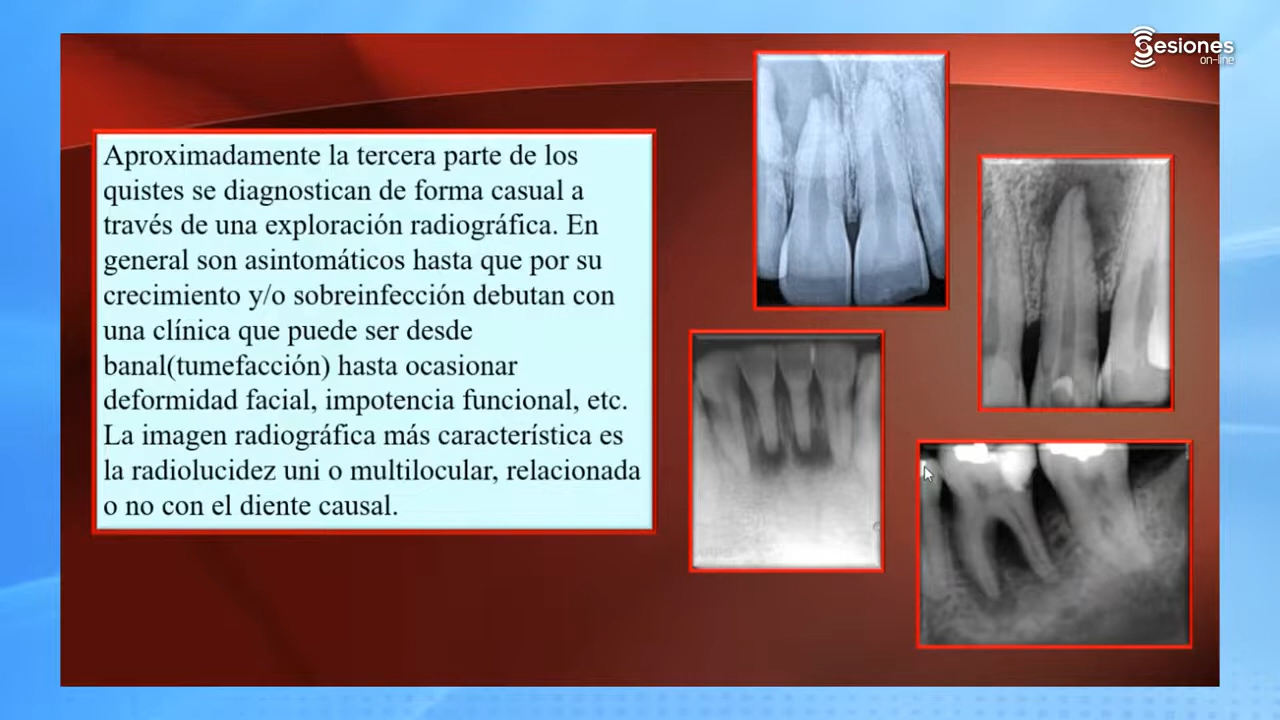 Sesiones
on-line
Aproximadamente la tercera parte de los
quistes se diagnostican de forma casual a
través de una exploración radiográfica. En
general son asintomáticos hasta que por su
crecimiento y/o sobreinfección debutan con
una clínica que puede ser desde
banal(tumefacción) hasta ocasionar
deformidad facial, impotencia funcional, etc.
La imagen radiográfica más característica es
la radiolucidez uni o multilocular, relacionada
o no con el diente causal.